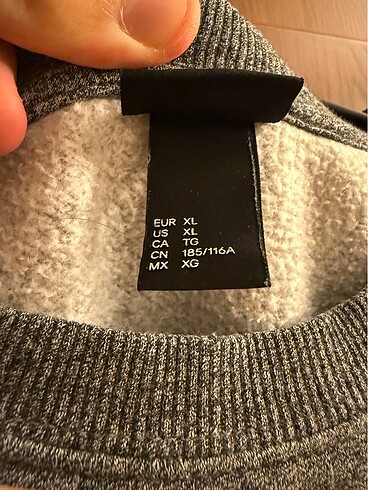 EUR XL
US XL
CA TG
CN 185/116A
MX XG